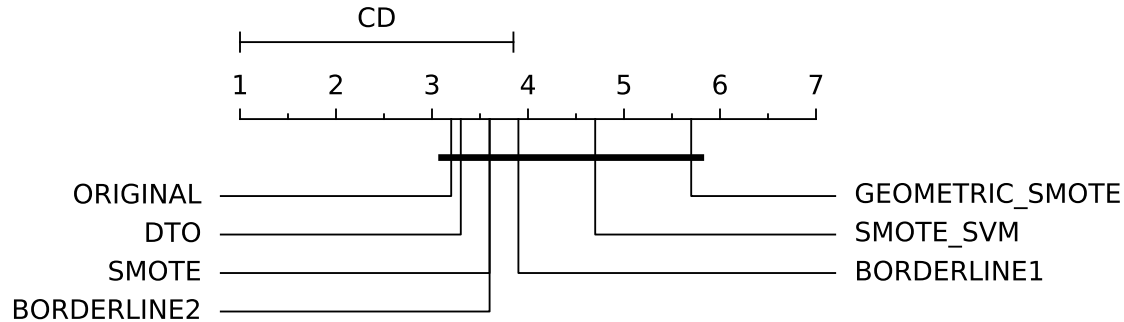 CD
1 2 3 4 5 6 7
ORIGINAL GEOMETRIC_SMOTE
DTO SMOTE_SVM
SMOTE BORDERLINE1
BORDERLINE2